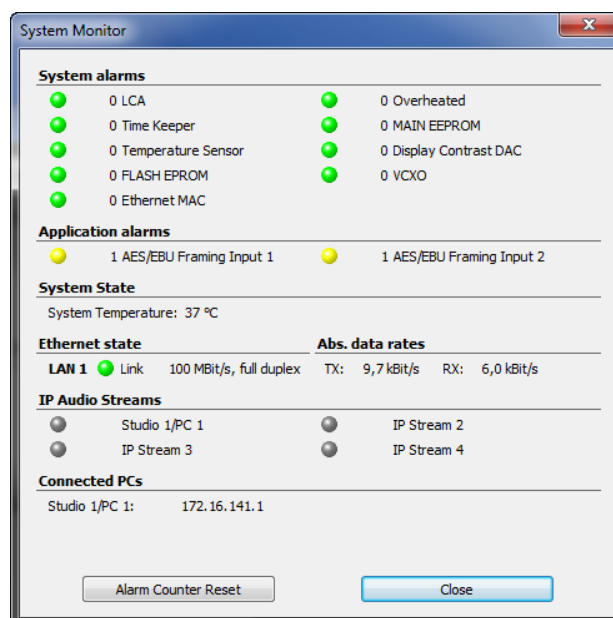 System Monitor
System alarms
0 LCA 0 Overheated
0 Time Keeper 0 MAIN EEPROM
0 Temperature Sensor 0 Display Contrast DAC
0 FLASH EPROM 0 VCXO
0 Ethernet MAC
Application alarms
1 AES/EBU Framing Input 1 1 AES/EBU Framing Input 2
System State
System Temperature: 37 ºC
Ethernet state Abs. data rates
LAN 1 Link 100 MBit/s, full duplex TX: 9,7 kBit/s RX: 6,0 kBit/s
IP Audio Streams
Studio 1/PC 1 IP Stream 2
IP Stream 3 IP Stream 4
Connected PCs
Studio 1/PC 1: 172.16.141.1
Alarm Counter Reset Close